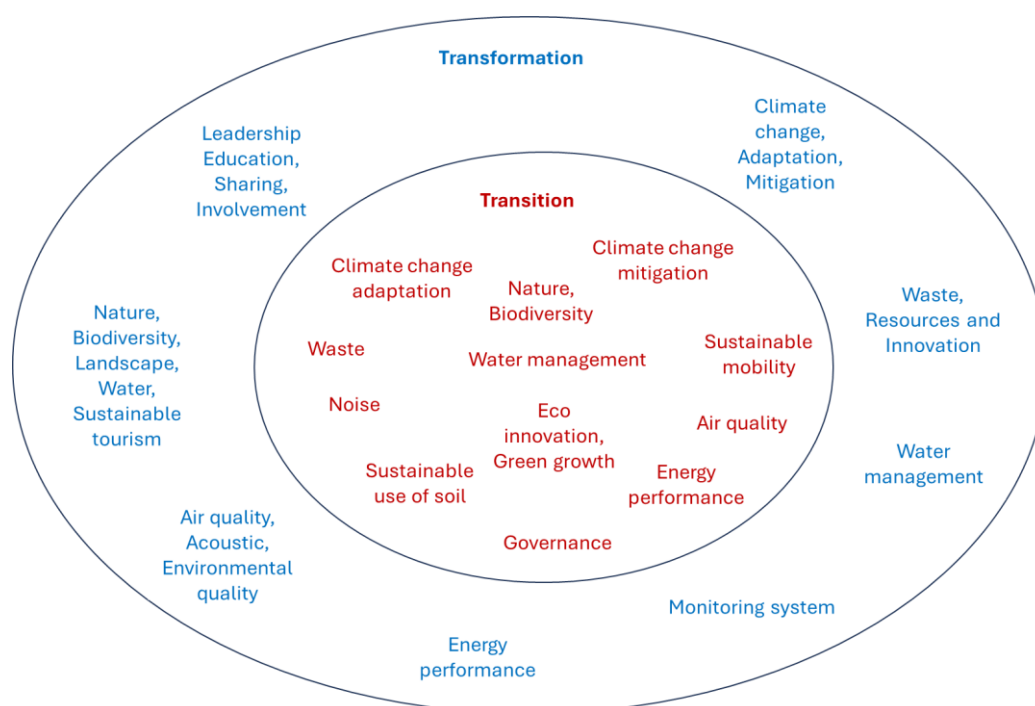 Transformation
Climate
change,
Adaptation,
Mitigation
Leadership
Education,
Sharing,
Involvement
Transition
Climate change
mitigation
Climate change
adaptation
Nature,
Biodiversity
Nature,
Biodiversity,
Landscape,
Water,
Sustainable
tourism
Waste,
Resources and
Innovation
Waste
Water management
Sustainable
mobility
Noise
Eco
innovation,
Green growth
Air quality
Water
management
Sustainable
use of soil
Energy
performance
Air quality,
Acoustic,
Environmental
quality
Governance
Monitoring system
Energy
performance